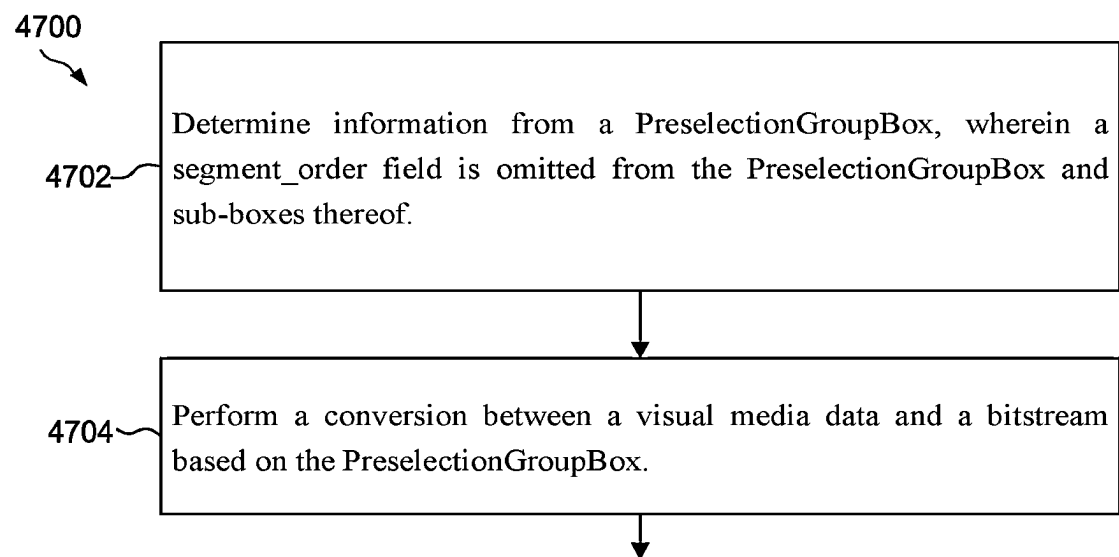 4700
Determine information from a PreselectionGroupBox, wherein a
4702
segment_order field is omitted from the PreselectionGroupBox and
sub-boxes thereof.
4704
Perform a conversion between a visual media data and a bitstream
based on the PreselectionGroupBox.